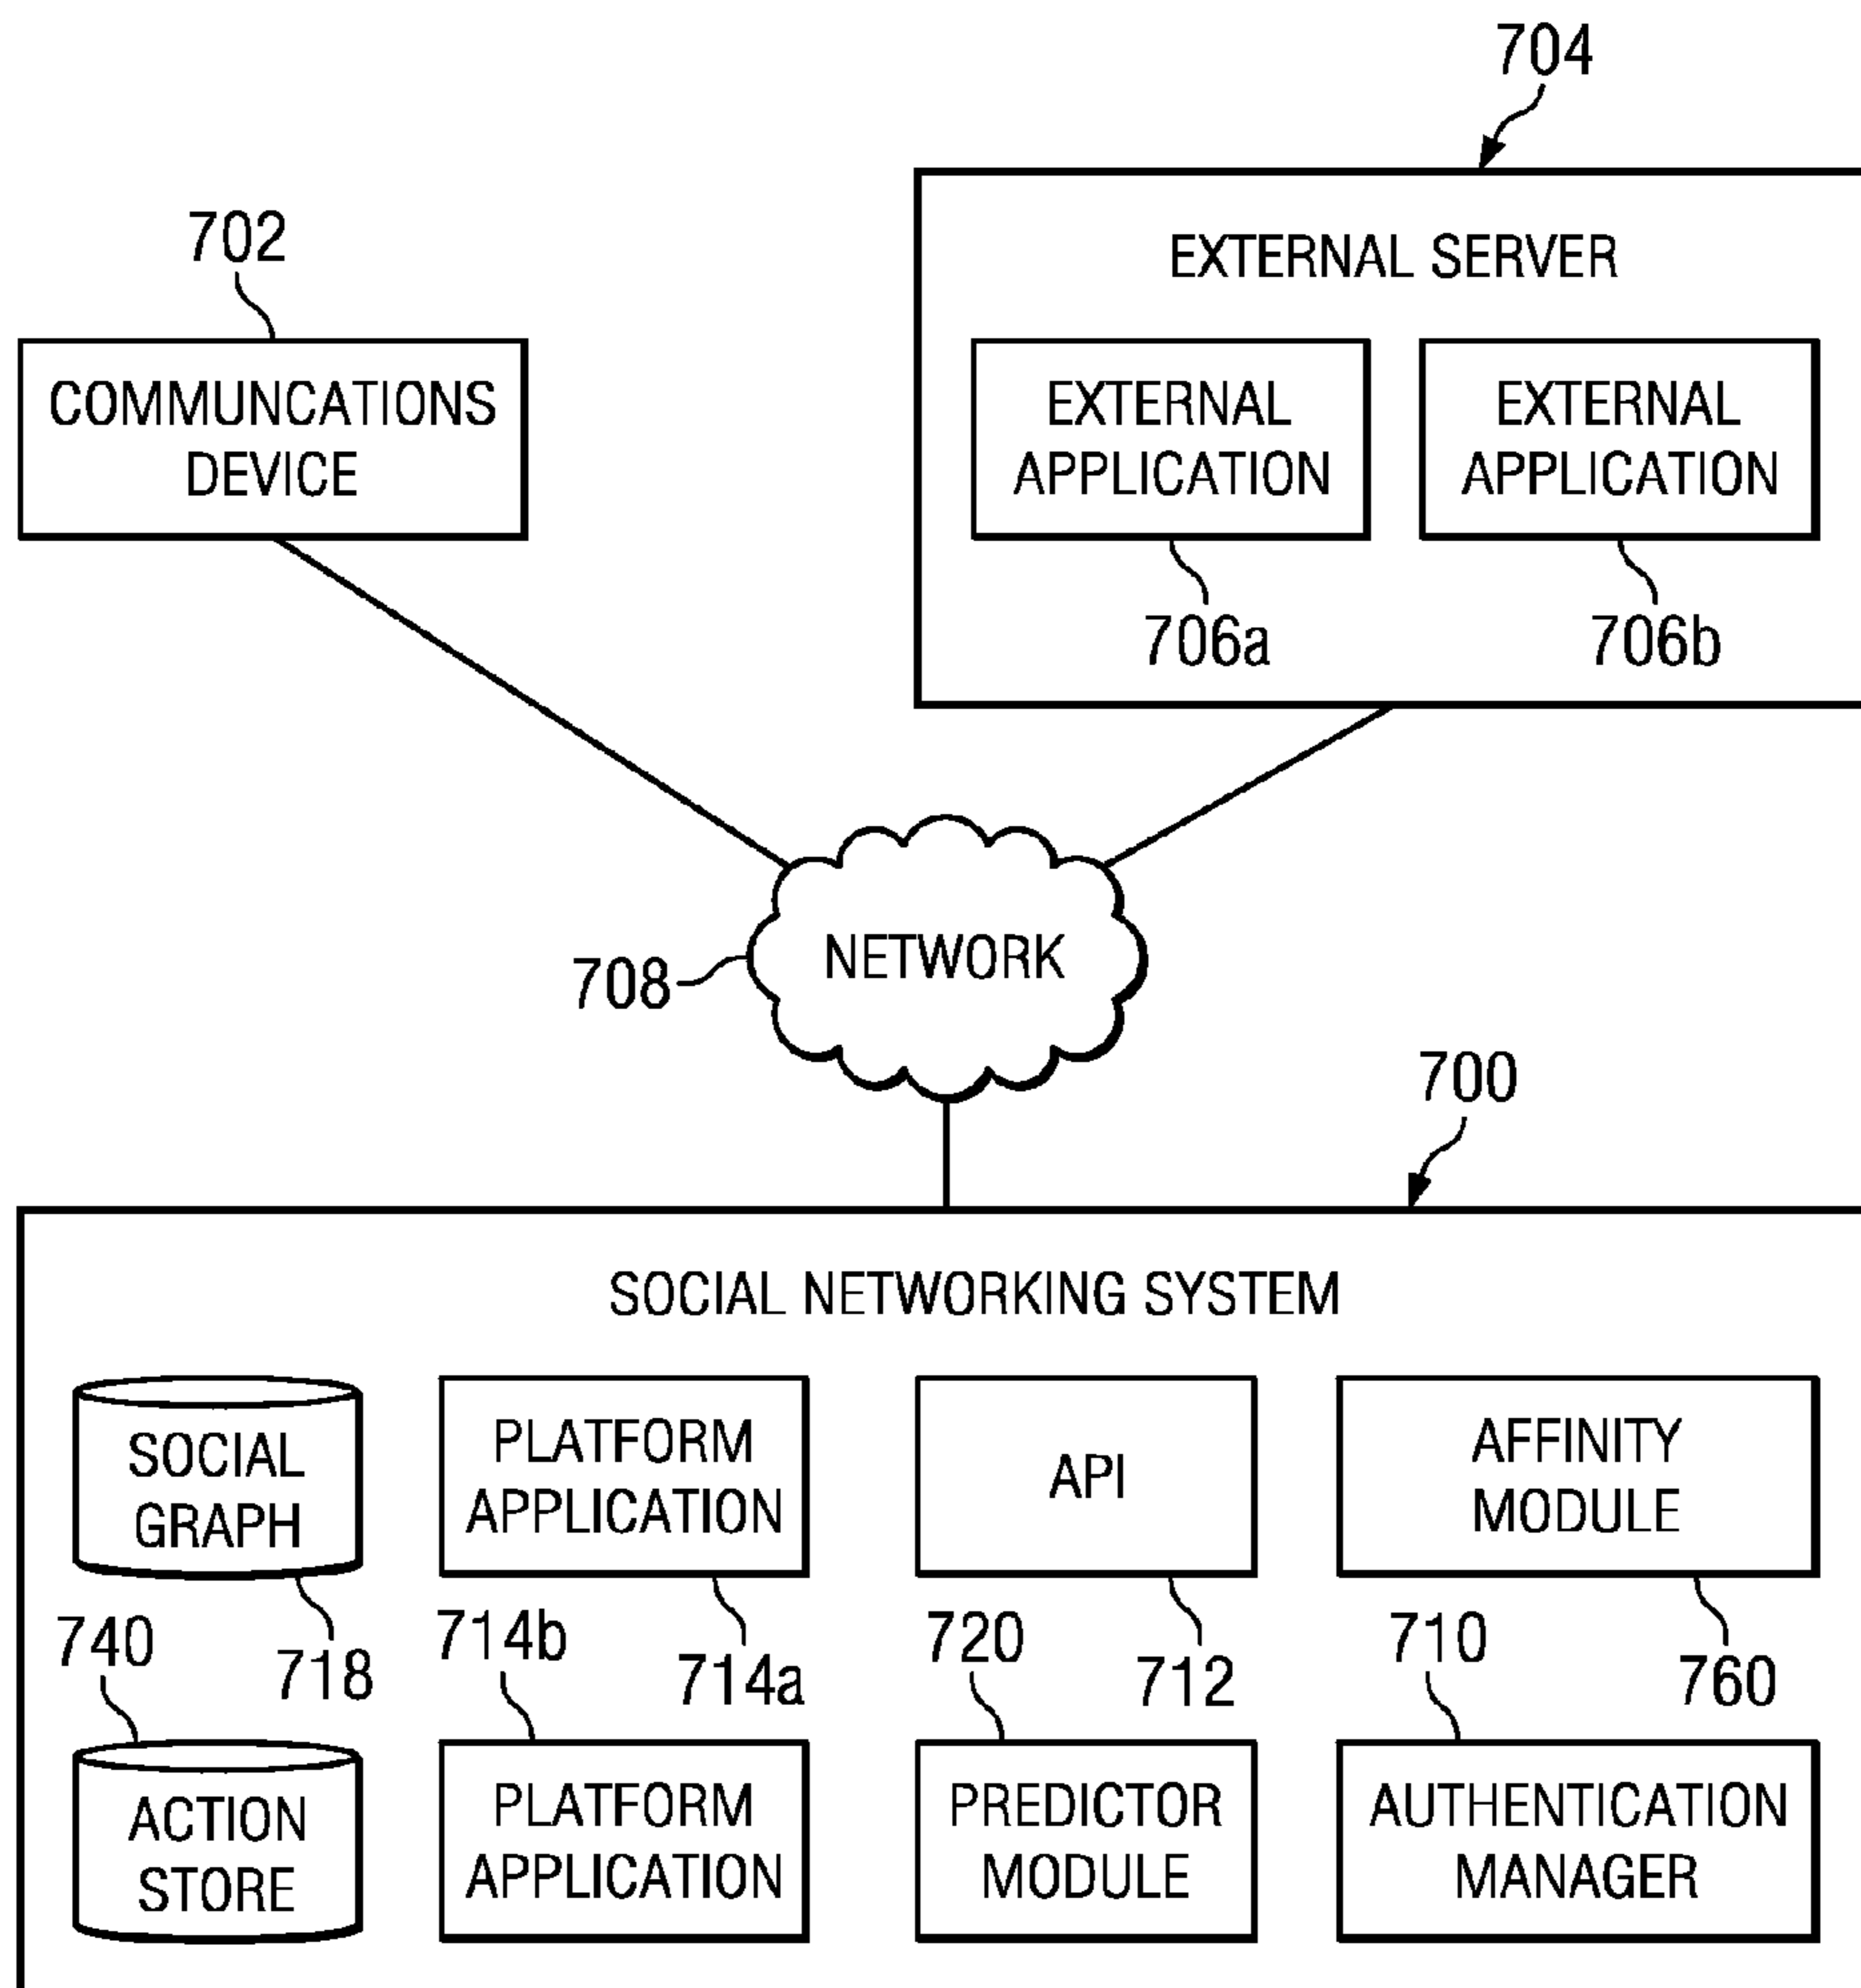 704
702
EXTERNAL SERVER
COMMUNCATIONS
DEVICE
EXTERNAL
APPLICATION
EXTERNAL
APPLICATION
706a
706b
NETWORK
708
700
SOCIAL NETWORKING SYSTEM
SOCIAL
GRAPH
PLATFORM
APPLICATION
API
AFFINITY
MODULE
740
718
714b
714a
720
712
710
760
ACTION
STORE
PLATFORM
APPLICATION
PREDICTOR
MODULE
AUTHENTICATION
MANAGER